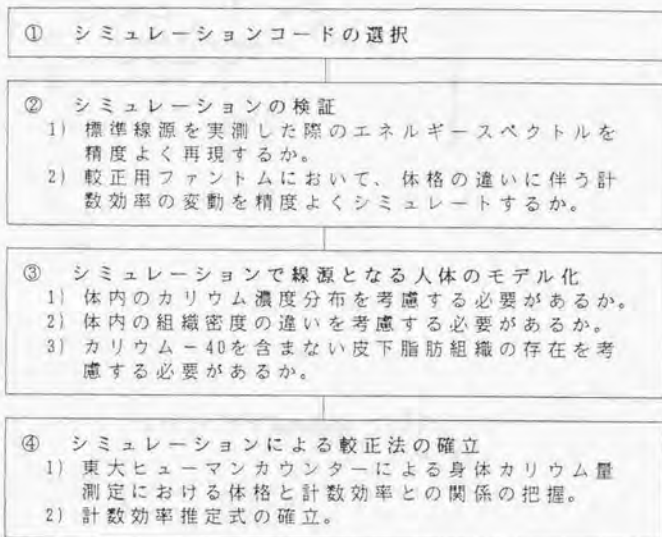 ① シミュレーションコードの選択
② シミュレーションの検証
1) 標準線源を実測した際のエネルギースペクトルを
精度よく再現するか。
2) 較正用ファントムにおいて、体格の違いに伴う計
数効率の変動を精度よくシミュレートするか。
③ シミュレーションで線源となる人体のモデル化
1) 体内のカリウム濃度分布を考慮する必要があるか。
2) 体内の組織密度の違いを考慮する必要があるか。
3) カリウム－40を含まない皮下脂肪組織の存在を考
慮する必要があるか。
④ シミュレーションによる較正法の確立
1) 東大ヒューマンカウンターによる身体カリウム量
測定における体格と計数効率との関係の把握。
2) 計数効率推定式の確立。